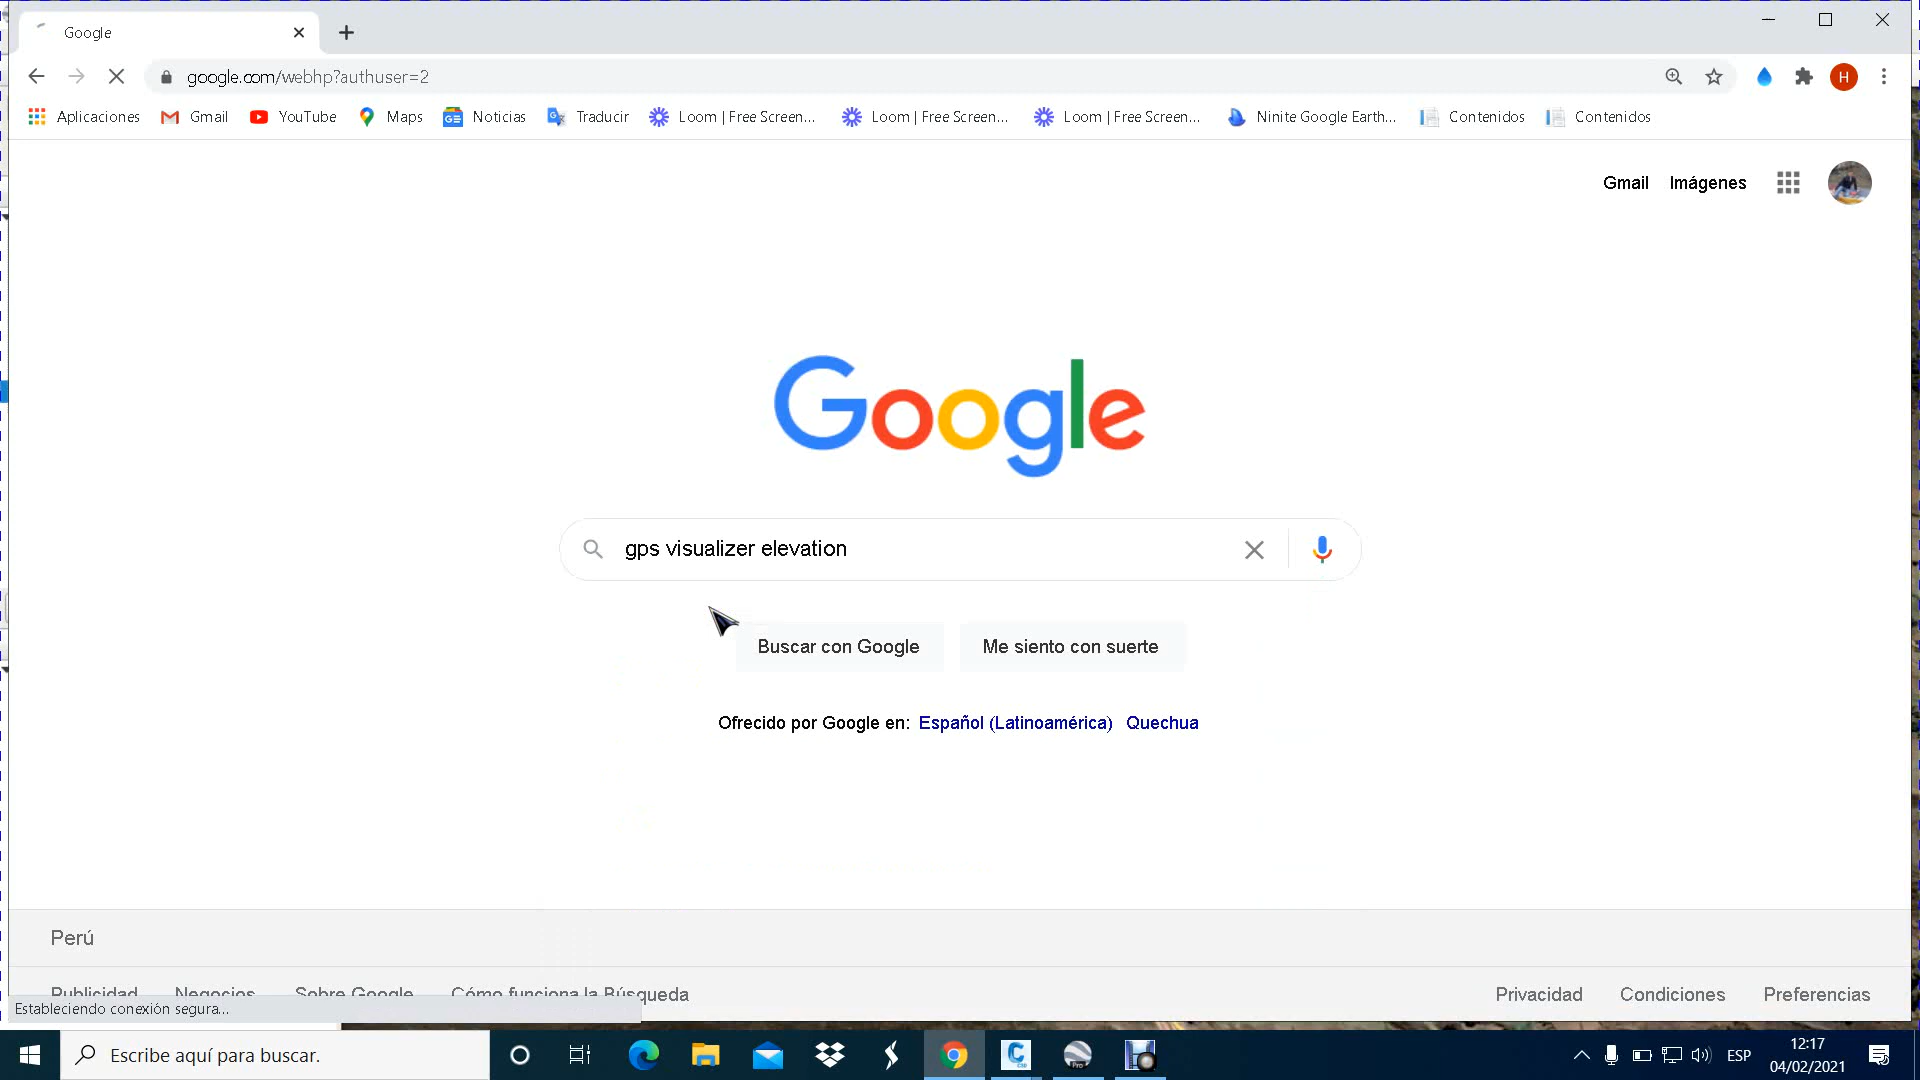 Google
google.com/webhp?authuser=2
H
Aplicaciones Gmail YouTube Maps Noticias Traducir Loom | Free Screen... Loom | Free Screen... Loom | Free Screen... Ninite Google Earth... Contenidos Contenidos
Gmail Imágenes
Google
gps visualizer elevation
Buscar con Google Me siento con suerte
Ofrecido por Google en: Español (Latinoamérica) Quechua
Perú
Publicidad Negocios Sobre Google Cómo funciona la Búsqueda Privacidad Condiciones Preferencias
Estableciendo conexión segura...
Escribe aquí para buscar.
ESP
12:17
04/02/2021